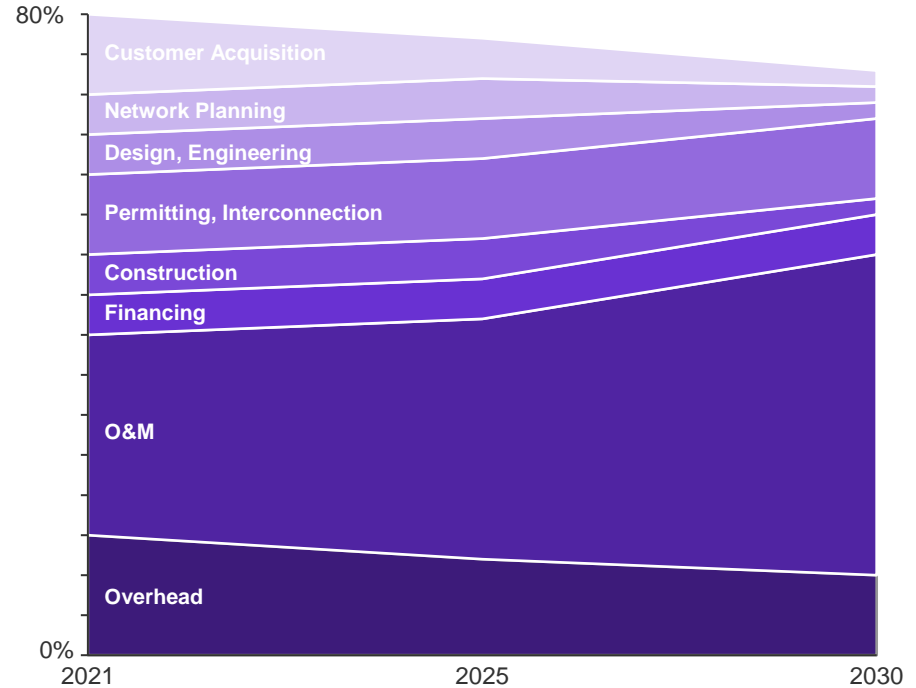 80%
Customer Acquisition
Network Planning
Design, Engineering
Permitting, Interconnection
Construction
Financing
O&M
Overhead
0%
2021 2025 2030